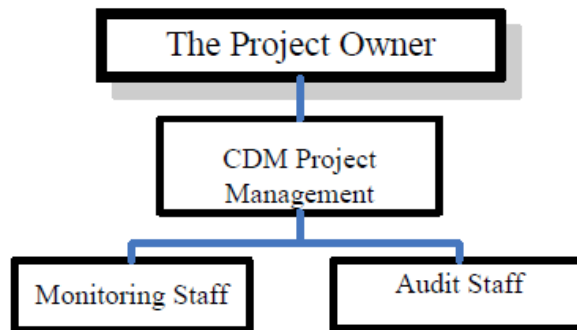 The Project Owner
CDM Project
Management
Monitoring Staff
Audit Staff